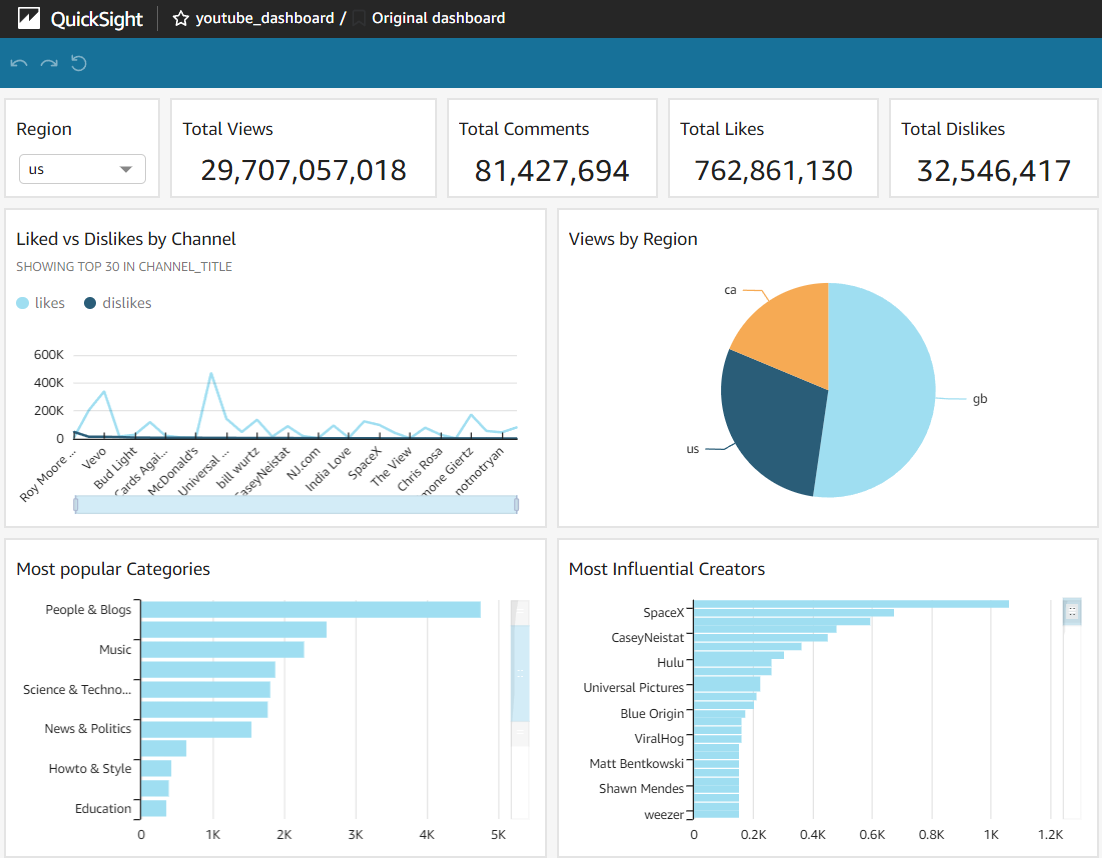 QuickSight youtube_dashboard / Original dashboard
Region
us
Total Views
29,707,057,018
Total Comments
81,427,694
Total Likes
762,861,130
Total Dislikes
32,546,417
Liked vs Dislikes by Channel
SHOWING TOP 30 IN CHANNEL_TITLE
likes
dislikes
600K
400K
200K
0
Roy Moore ...
Vevo
Bud Light
Cards Agai...
McDonald's
Universal ...
bill wurtz
CaseyNeistat
NJ.com
India Love
SpaceX
The View
Chris Rosa
mone Giertz
notnotryan
Views by Region
ca
gb
us
Most popular Categories
People & Blogs
Music
Science & Techno...
News & Politics
Howto & Style
Education
0 1K 2K 3K 4K 5K
Most Influential Creators
SpaceX
CaseyNeistat
Hulu
Universal Pictures
Blue Origin
ViralHog
Matt Bentkowski
Shawn Mendes
weezer
0 0.2K 0.4K 0.6K 0.8K 1K 1.2K